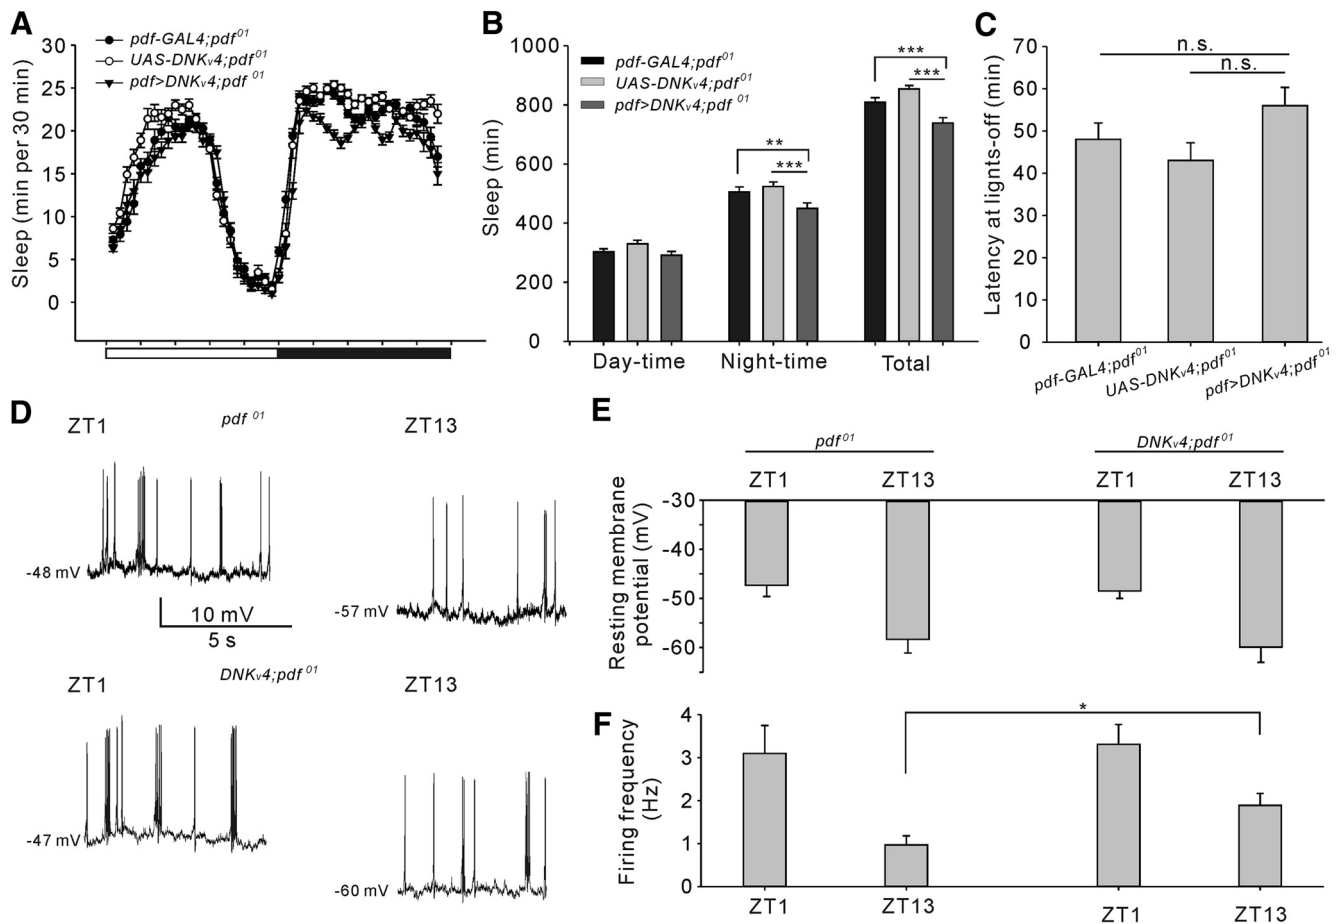 A
pdf-GAL4;pdf⁰¹
UAS-DNKv4;pdf⁰¹
pdf>DNKv4;pdf ⁰¹
Sleep (min per 30 min)
30
25
20
15
10
5
0
B
pdf-GAL4;pdf⁰¹
UAS-DNKv4;pdf⁰¹
pdf>DNKv4;pdf ⁰¹
Sleep (min)
1000
800
600
400
200
0
**
***
***
***
Day-time Night-time Total
C
Latency at lignts-off (min)
70
60
50
40
30
20
10
0
n.s.
n.s.
pdf-GAL4;pdf⁰¹
UAS-DNKv4;pdf⁰¹
pdf>DNKv4;pdf⁰¹
D
ZT1 pdf ⁰¹ ZT13
-48 mV
-57 mV
10 mV
5 s
ZT1 DNKv4;pdf ⁰¹ ZT13
-47 mV
-60 mV
E
pdf⁰¹ DNKv4;pdf⁰¹
ZT1 ZT13 ZT1 ZT13
Resting membrane
potential (mV)
-30
-40
-50
-60
F
Firing frequency
(Hz)
4
3
2
1
0
*
ZT1 ZT13 ZT1 ZT13